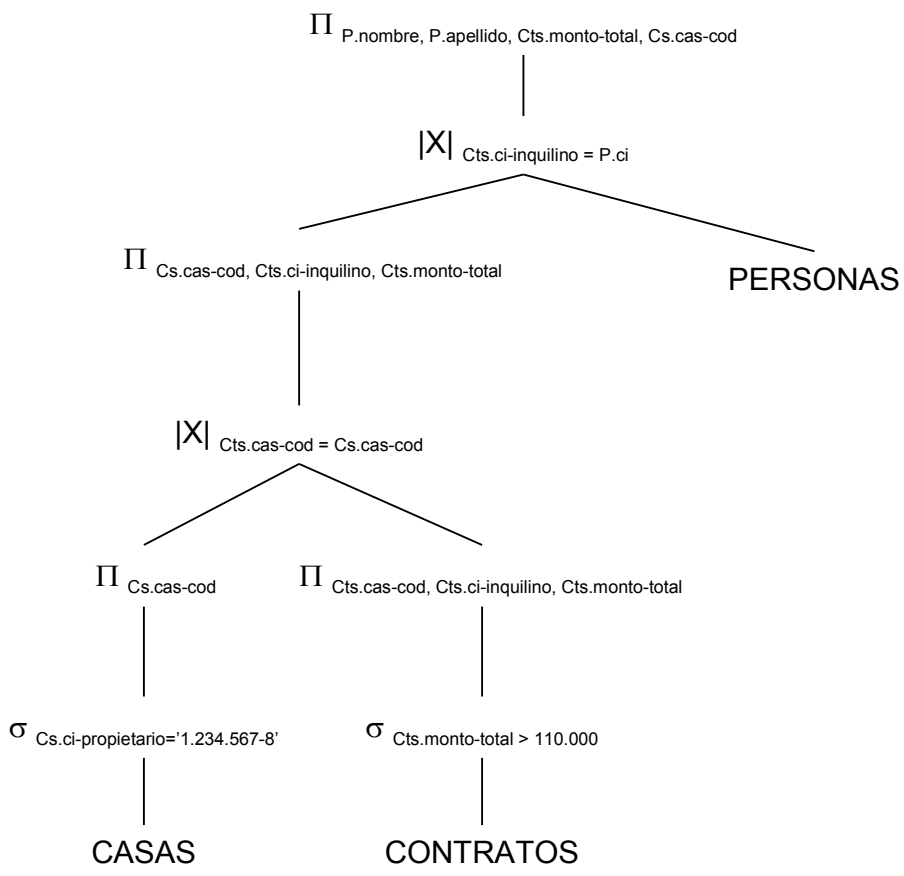 Π P.nombre, P.apellido, Cts.monto-total, Cs.cas-cod
|X| Cts.ci-inquilino = P.ci
Π Cs.cas-cod, Cts.ci-inquilino, Cts.monto-total
PERSONAS
|X| Cts.cas-cod = Cs.cas-cod
Π Cs.cas-cod
Π Cts.cas-cod, Cts.ci-inquilino, Cts.monto-total
σ Cs.ci-propietario=’1.234.567-8’
σ Cts.monto-total > 110.000
CASAS
CONTRATOS